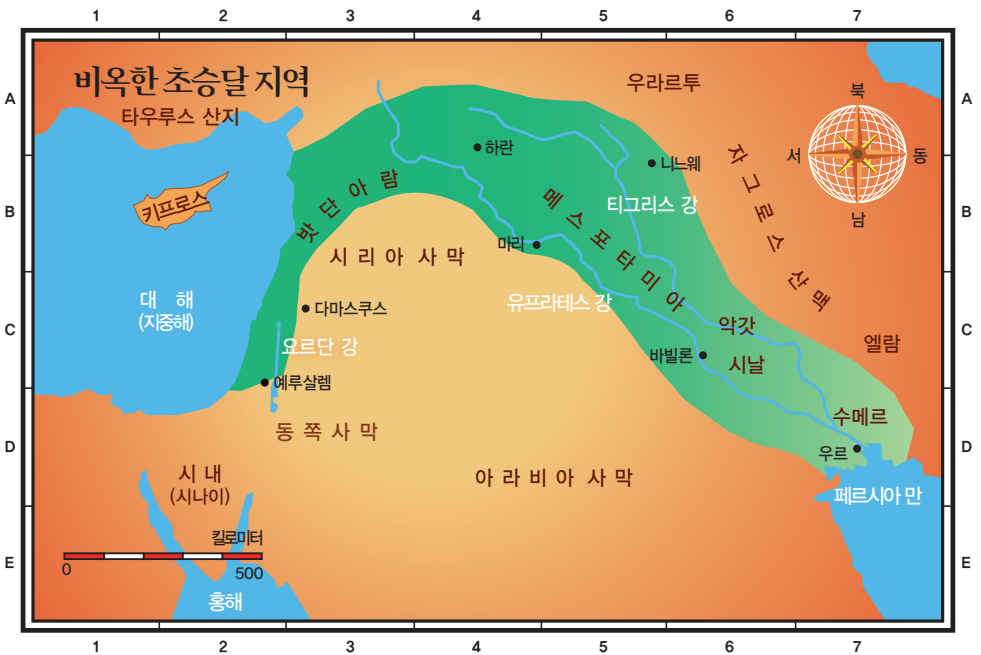 1 2 3 4 5 6 7
비옥한 초승달 지역
A A
타우루스 산지
우라르투
북
서 동
남
하란
니느웨
자그로스 산맥
밧단아람
메소포타미아
티그리스 강
B B
키프로스
시리아 사막
마리
대 해
(지중해)
다마스쿠스
유프라테스 강
악갓
C C
요르단 강
바빌론
시날
엘람
예루살렘
수메르
동쪽사막
D D
우르
시내
(시나이)
아라비아 사막
페르시아 만
킬로미터
E E
0 500
홍해
1 2 3 4 5 6 7